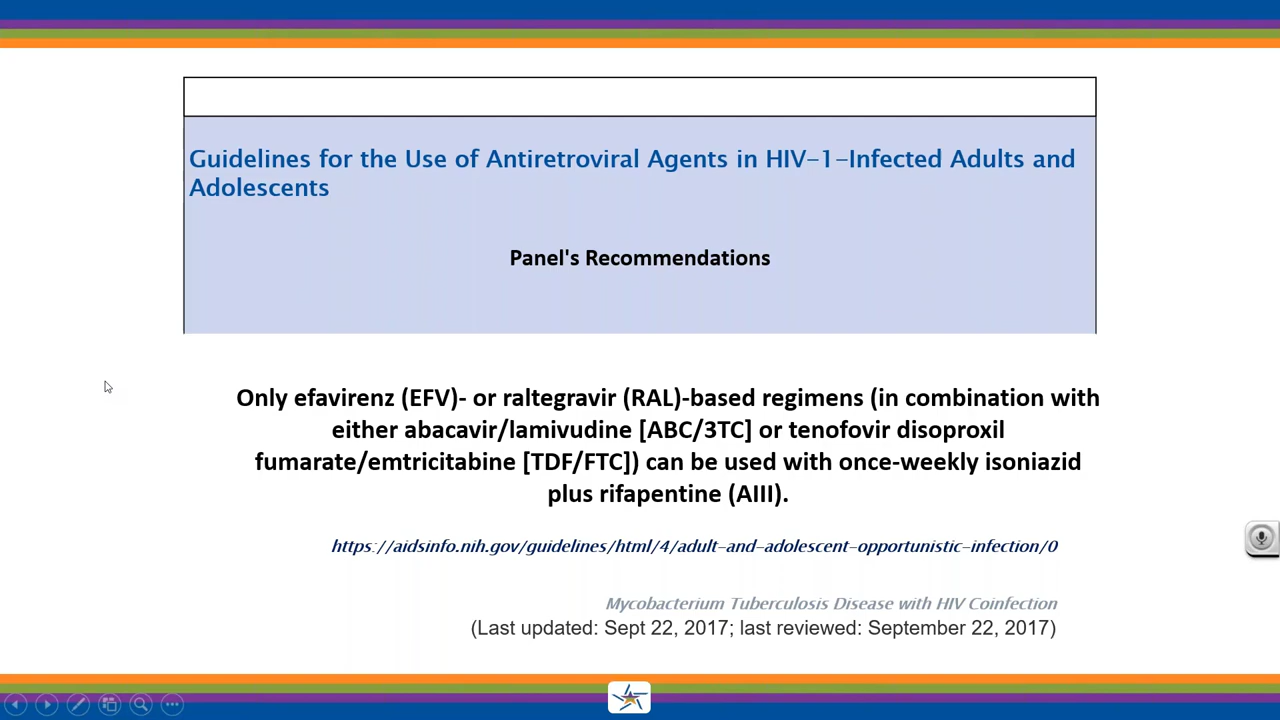 Guidelines for the Use of Antiretroviral Agents in HIV-1-Infected Adults and
Adolescents
Panel's Recommendations
Only efavirenz (EFV)- or raltegravir (RAL)-based regimens (in combination with
either abacavir/lamivudine [ABC/3TC] or tenofovir disoproxil
fumarate/emtricitabine [TDF/FTC]) can be used with once-weekly isoniazid
plus rifapentine (AIII).
https://aidsinfo.nih.gov/guidelines/html/4/adult-and-adolescent-opportunistic-infection/0
Mycobacterium Tuberculosis Disease with HIV Coinfection
(Last updated: Sept 22, 2017; last reviewed: September 22, 2017)